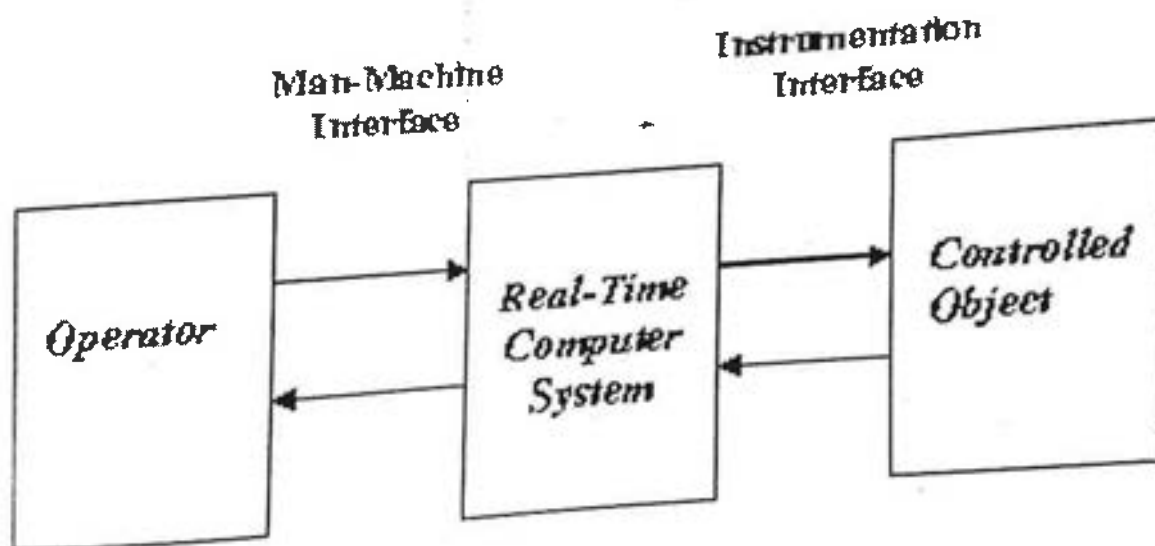 Man-Machine
Interface
Instrumentation
Interface
Operator
Real-Time
Computer
System
Controlled
Object